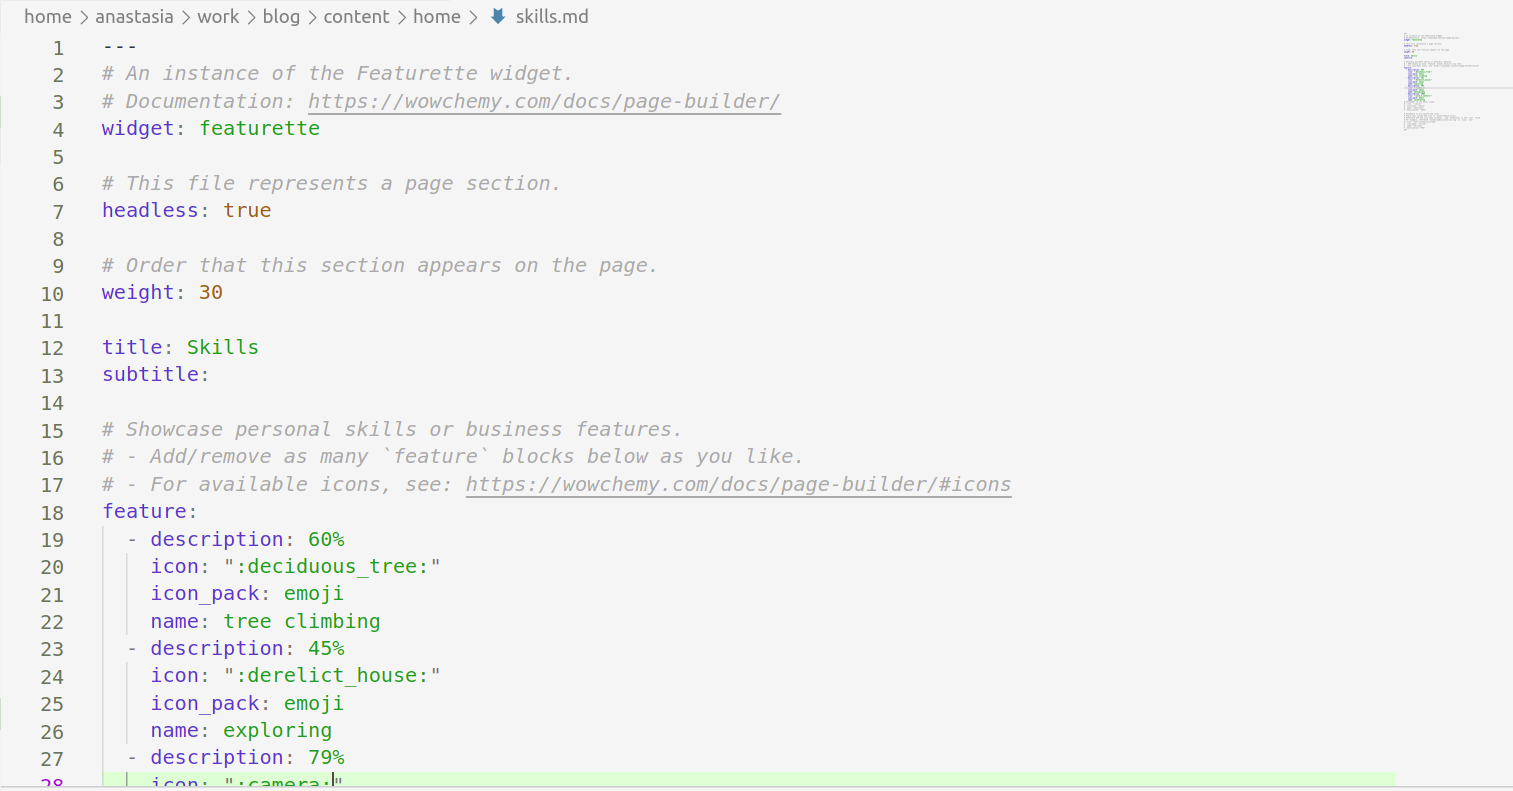 home > anastasia > work > blog > content > home > skills.md
1 ---
2 # An instance of the Featurette widget.
3 # Documentation: https://wowchemy.com/docs/page-builder/
4 widget: featurette
5
6 # This file represents a page section.
7 headless: true
8
9 # Order that this section appears on the page.
10 weight: 30
11
12 title: Skills
13 subtitle:
14
15 # Showcase personal skills or business features.
16 # - Add/remove as many `feature` blocks below as you like.
17 # - For available icons, see: https://wowchemy.com/docs/page-builder/#icons
18 feature:
19   - description: 60%
20     icon: ":deciduous_tree:"
21     icon_pack: emoji
22     name: tree climbing
23   - description: 45%
24     icon: ":derelict_house:"
25     icon_pack: emoji
26     name: exploring
27   - description: 79%
28     icon: ":camera:"